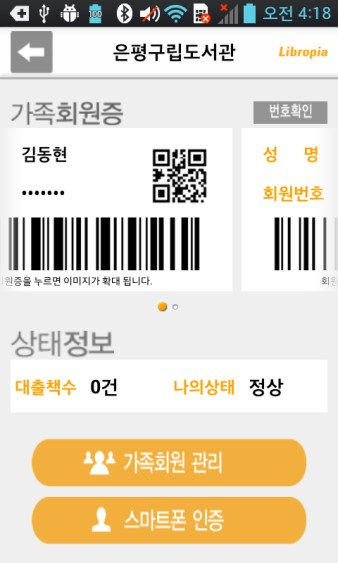 100
오전 4:18
은평구립도서관
Libropia
가족회원증
번호확인
김동현
•••••••
성 명
회원번호
원증을 누르면 이미지가 확대 됩니다.
회원
상태정보
대출책수 0건 나의상태 정상
가족회원 관리
스마트폰 인증